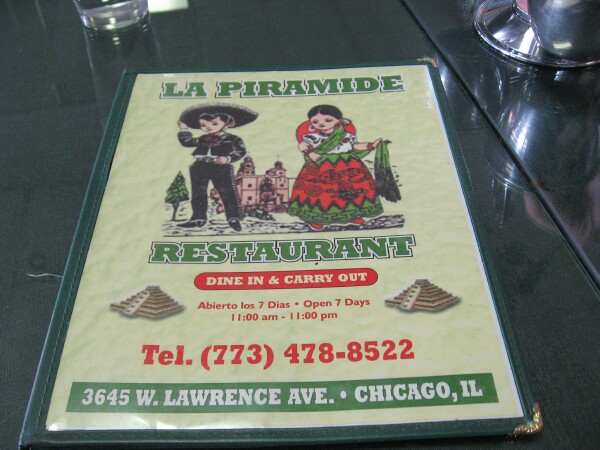 LA PIRAMIDE
RESTAURANT
DINE IN & CARRY OUT
Abierto los 7 Dias • Open 7 Days
11:00 am - 11:00 pm
Tel. (773) 478-8522
3645 W. LAWRENCE AVE. • CHICAGO, IL